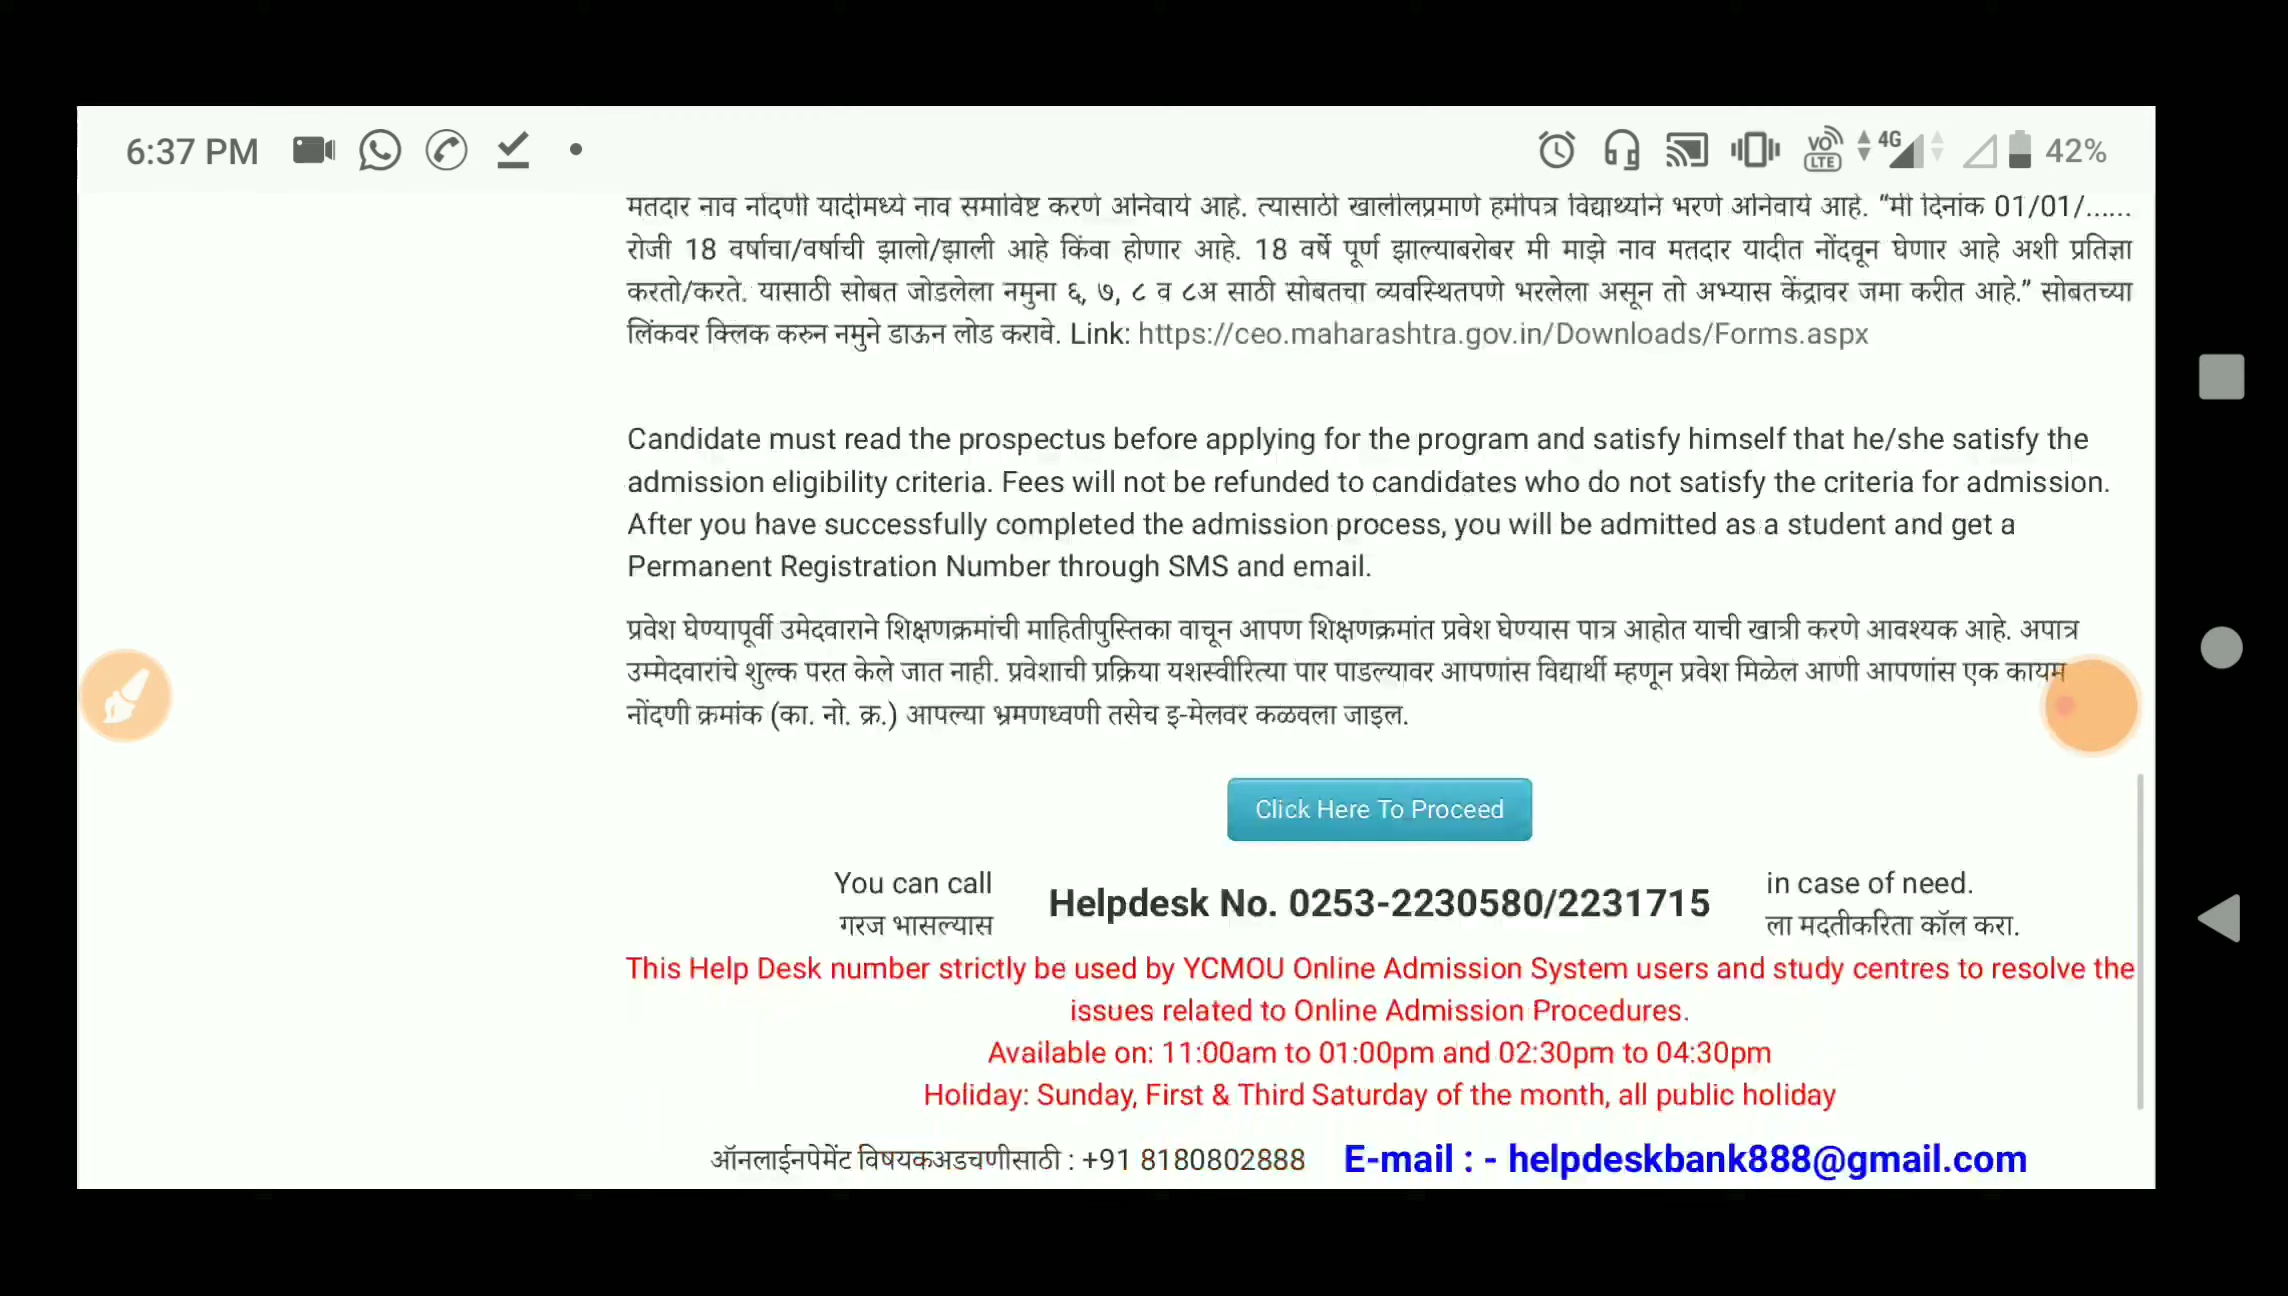 6:37 PM
VO LTE 4G 42%
मतदार नाव नोंदणी यादीमध्ये नाव समाविष्ट करणे अनिवार्य आहे. त्यासाठी खालीलप्रमाणे हमीपत्र विद्यार्थ्याने भरणे अनिवार्य आहे. “मी दिनांक 01/01/......
रोजी 18 वर्षाचा/वर्षाची झालो/झाली आहे किंवा होणार आहे. 18 वर्षे पूर्ण झाल्याबरोबर मी माझे नाव मतदार यादीत नोंदवून घेणार आहे अशी प्रतिज्ञा
करतो/करते. यासाठी सोबत जोडलेला नमुना ६, ७, ८ व ८अ साठी सोबतचा व्यवस्थितपणे भरलेला असून तो अभ्यास केंद्रावर जमा करीत आहे.” सोबतच्या
लिंकवर क्लिक करुन नमुने डाऊन लोड करावे. Link: https://ceo.maharashtra.gov.in/Downloads/Forms.aspx
Candidate must read the prospectus before applying for the program and satisfy himself that he/she satisfy the
admission eligibility criteria. Fees will not be refunded to candidates who do not satisfy the criteria for admission.
After you have successfully completed the admission process, you will be admitted as a student and get a
Permanent Registration Number through SMS and email.
प्रवेश घेण्यापूर्वी उमेदवाराने शिक्षणक्रमांची माहितीपुस्तिका वाचून आपण शिक्षणक्रमांत प्रवेश घेण्यास पात्र आहोत याची खात्री करणे आवश्यक आहे. अपात्र
उम्मेदवारांचे शुल्क परत केले जात नाही. प्रवेशाची प्रक्रिया यशस्वीरित्या पार पाडल्यावर आपणांस विद्यार्थी म्हणून प्रवेश मिळेल आणी आपणांस एक कायम
नोंदणी क्रमांक (का. नो. क्र.) आपल्या भ्रमणध्वणी तसेच इ-मेलवर कळवला जाइल.
Click Here To Proceed
You can call
गरज भासल्यास
Helpdesk No. 0253-2230580/2231715
in case of need.
ला मदतीकरिता कॉल करा.
This Help Desk number strictly be used by YCMOU Online Admission System users and study centres to resolve the
issues related to Online Admission Procedures.
Available on: 11:00am to 01:00pm and 02:30pm to 04:30pm
Holiday: Sunday, First & Third Saturday of the month, all public holiday
ऑनलाईनपेमेंट विषयकअडचणीसाठी : +91 8180802888 E-mail : - helpdeskbank888@gmail.com